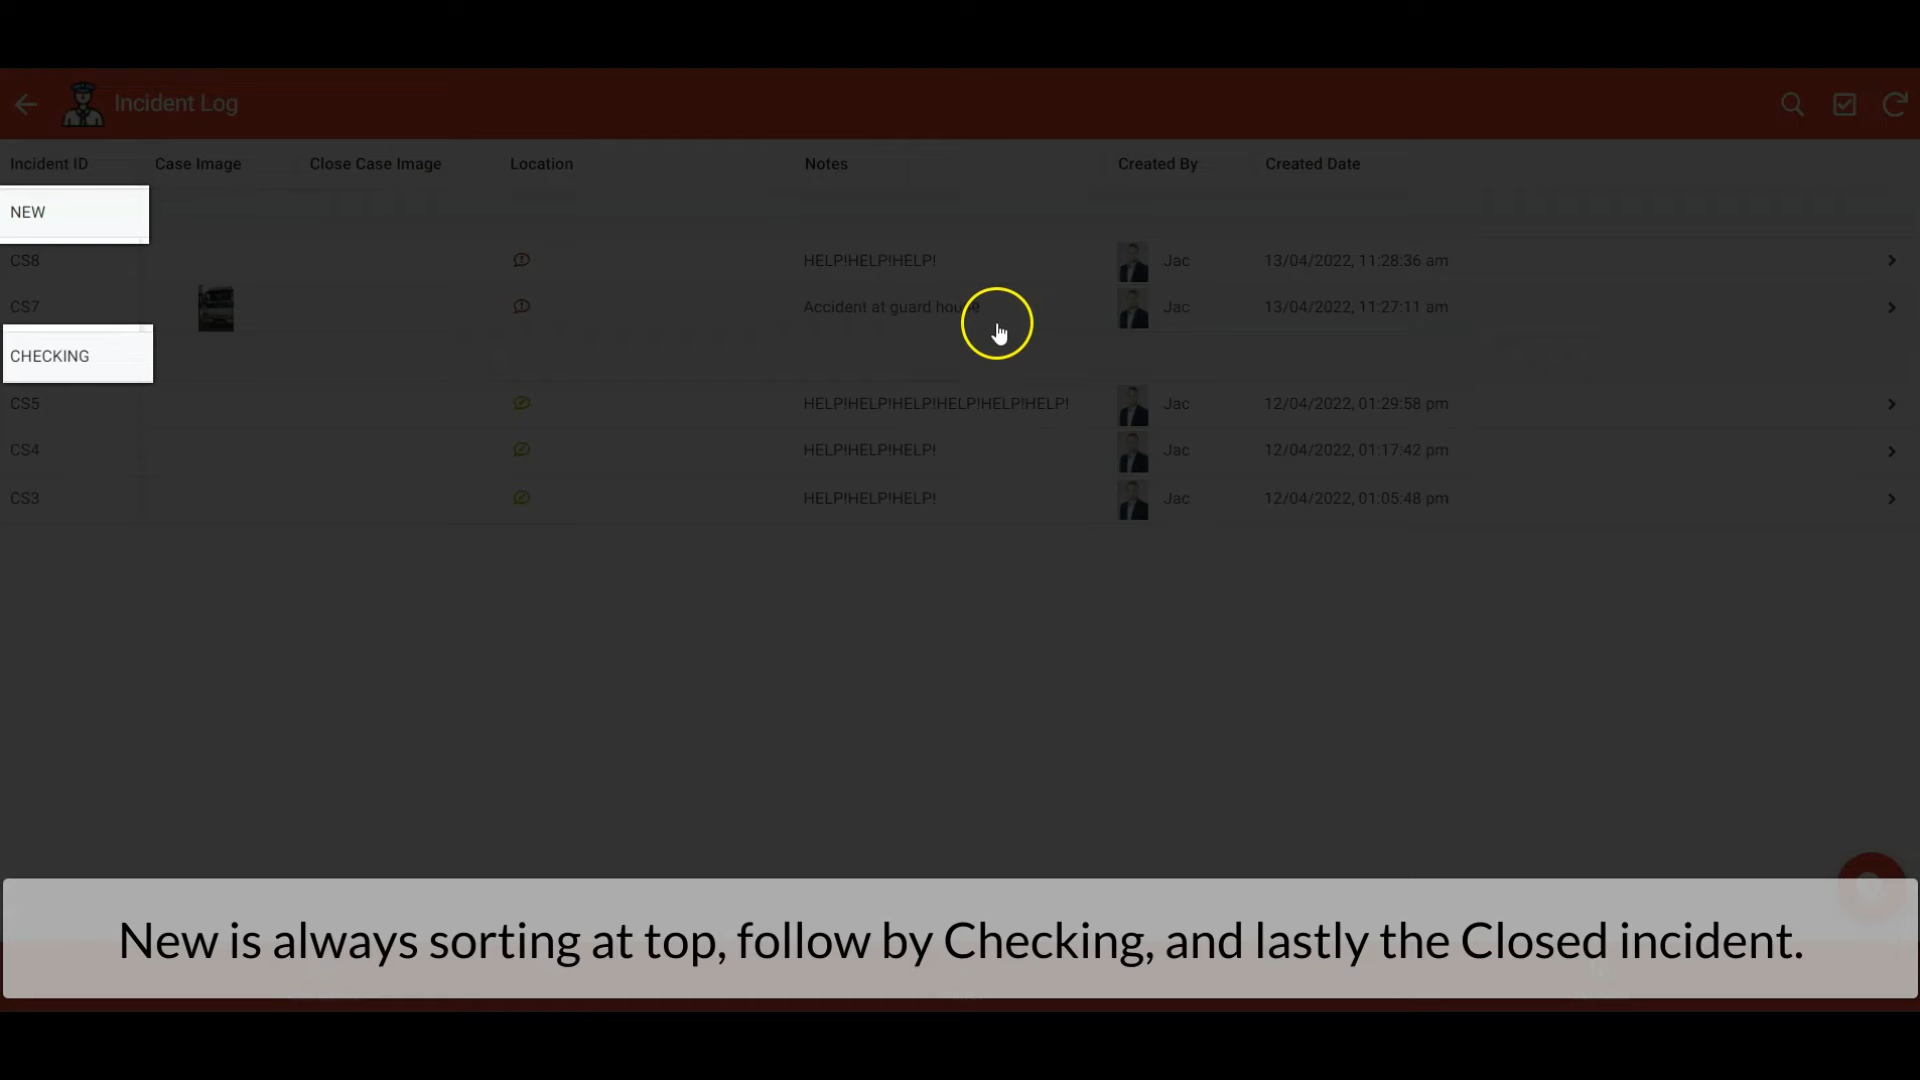 Incident Log
Incident ID Case Image Close Case Image Location Notes Created By Created Date
NEW
CS8 HELP!HELP!HELP! Jac 13/04/2022, 11:28:36 am
CS7 Accident at guard house Jac 13/04/2022, 11:27:11 am
CHECKING
CS5 HELP!HELP!HELP!HELP!HELP!HELP! Jac 12/04/2022, 01:29:58 pm
CS4 HELP!HELP!HELP! Jac 12/04/2022, 01:17:42 pm
CS3 HELP!HELP!HELP! Jac 12/04/2022, 01:05:48 pm
New is always sorting at top, follow by Checking, and lastly the Closed incident.